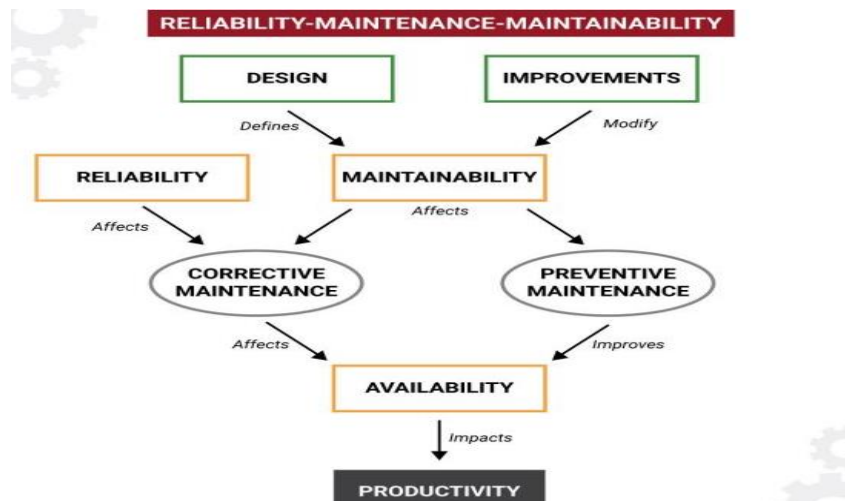 RELIABILITY-MAINTENANCE-MAINTAINABILITY
DESIGN
IMPROVEMENTS
Defines
Modify
RELIABILITY
MAINTAINABILITY
Affects
Affects
CORRECTIVE
MAINTENANCE
PREVENTIVE
MAINTENANCE
Affects
Improves
AVAILABILITY
Impacts
PRODUCTIVITY